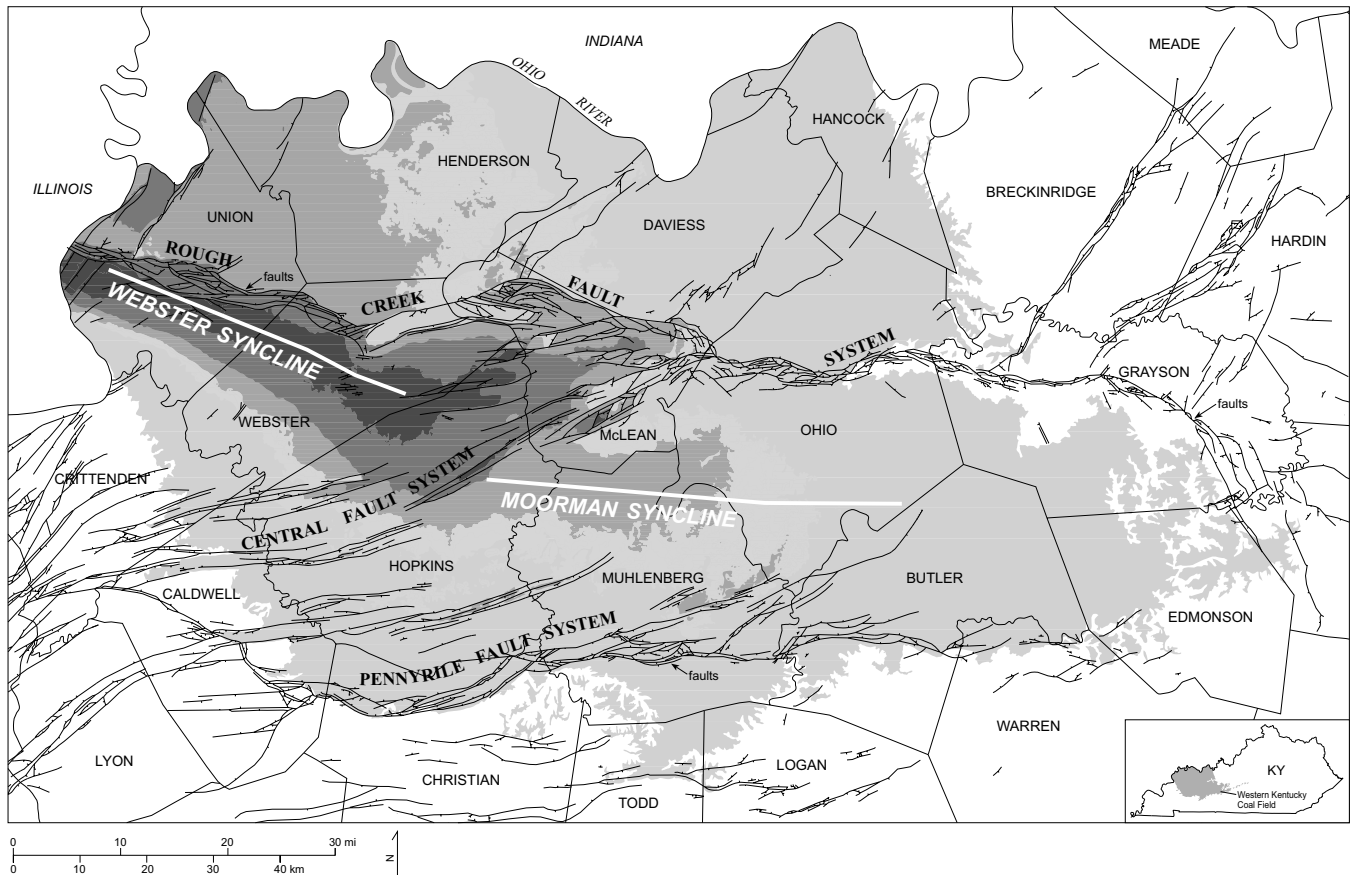 INDIANA
MEADE
OHIO
RIVER
HANCOCK
HENDERSON
ILLINOIS
BRECKINRIDGE
UNION
DAVIESS
HARDIN
ROUGH
faults
CREEK
FAULT
SYSTEM
WEBSTER SYNCLINE
GRAYSON
faults
WEBSTER
McLEAN
OHIO
CRITTENDEN
CENTRAL FAULT SYSTEM
MOORMAN SYNCLINE
HOPKINS
MUHLENBERG
BUTLER
CALDWELL
EDMONSON
PENNYRILE FAULT SYSTEM
faults
WARREN
LYON
CHRISTIAN
LOGAN
TODD
KY
Western Kentucky
Coal Field
0 10 20 30 mi
0 10 20 30 40 km
N